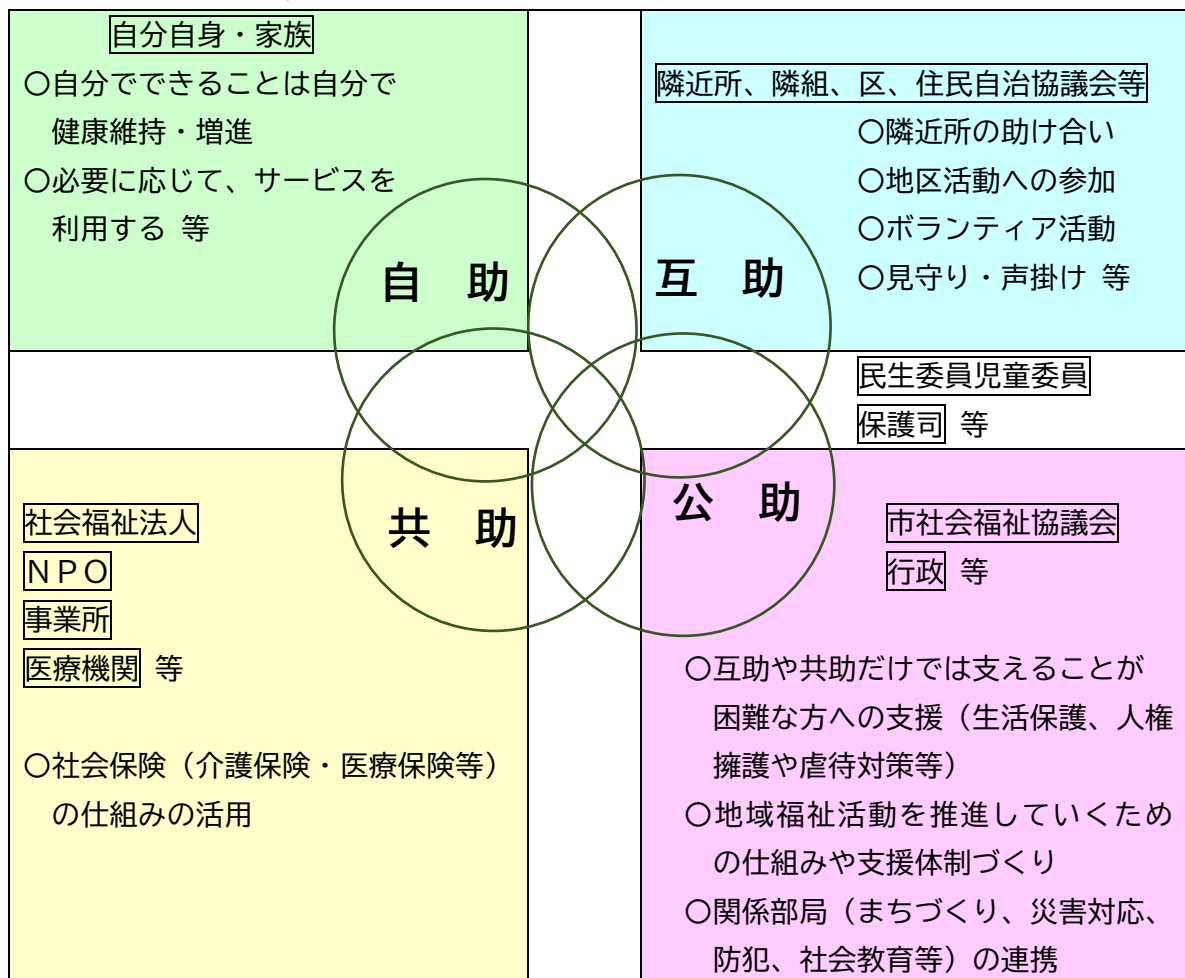 自分自身・家族
〇自分でできることは自分で
健康維持・増進
〇必要に応じて、サービスを
利用する 等
自 助
隣近所、隣組、区、住民自治協議会等
〇隣近所の助け合い
〇地区活動への参加
〇ボランティア活動
〇見守り・声掛け 等
互 助
民生委員児童委員
保護司 等
共 助
社会福祉法人
ＮＰＯ
事業所
医療機関 等
〇社会保険（介護保険・医療保険等）
の仕組みの活用
公 助
市社会福祉協議会
行政 等
〇互助や共助だけでは支えることが
困難な方への支援（生活保護、人権
擁護や虐待対策等）
〇地域福祉活動を推進していくため
の仕組みや支援体制づくり
〇関係部局（まちづくり、災害対応、
防犯、社会教育等）の連携